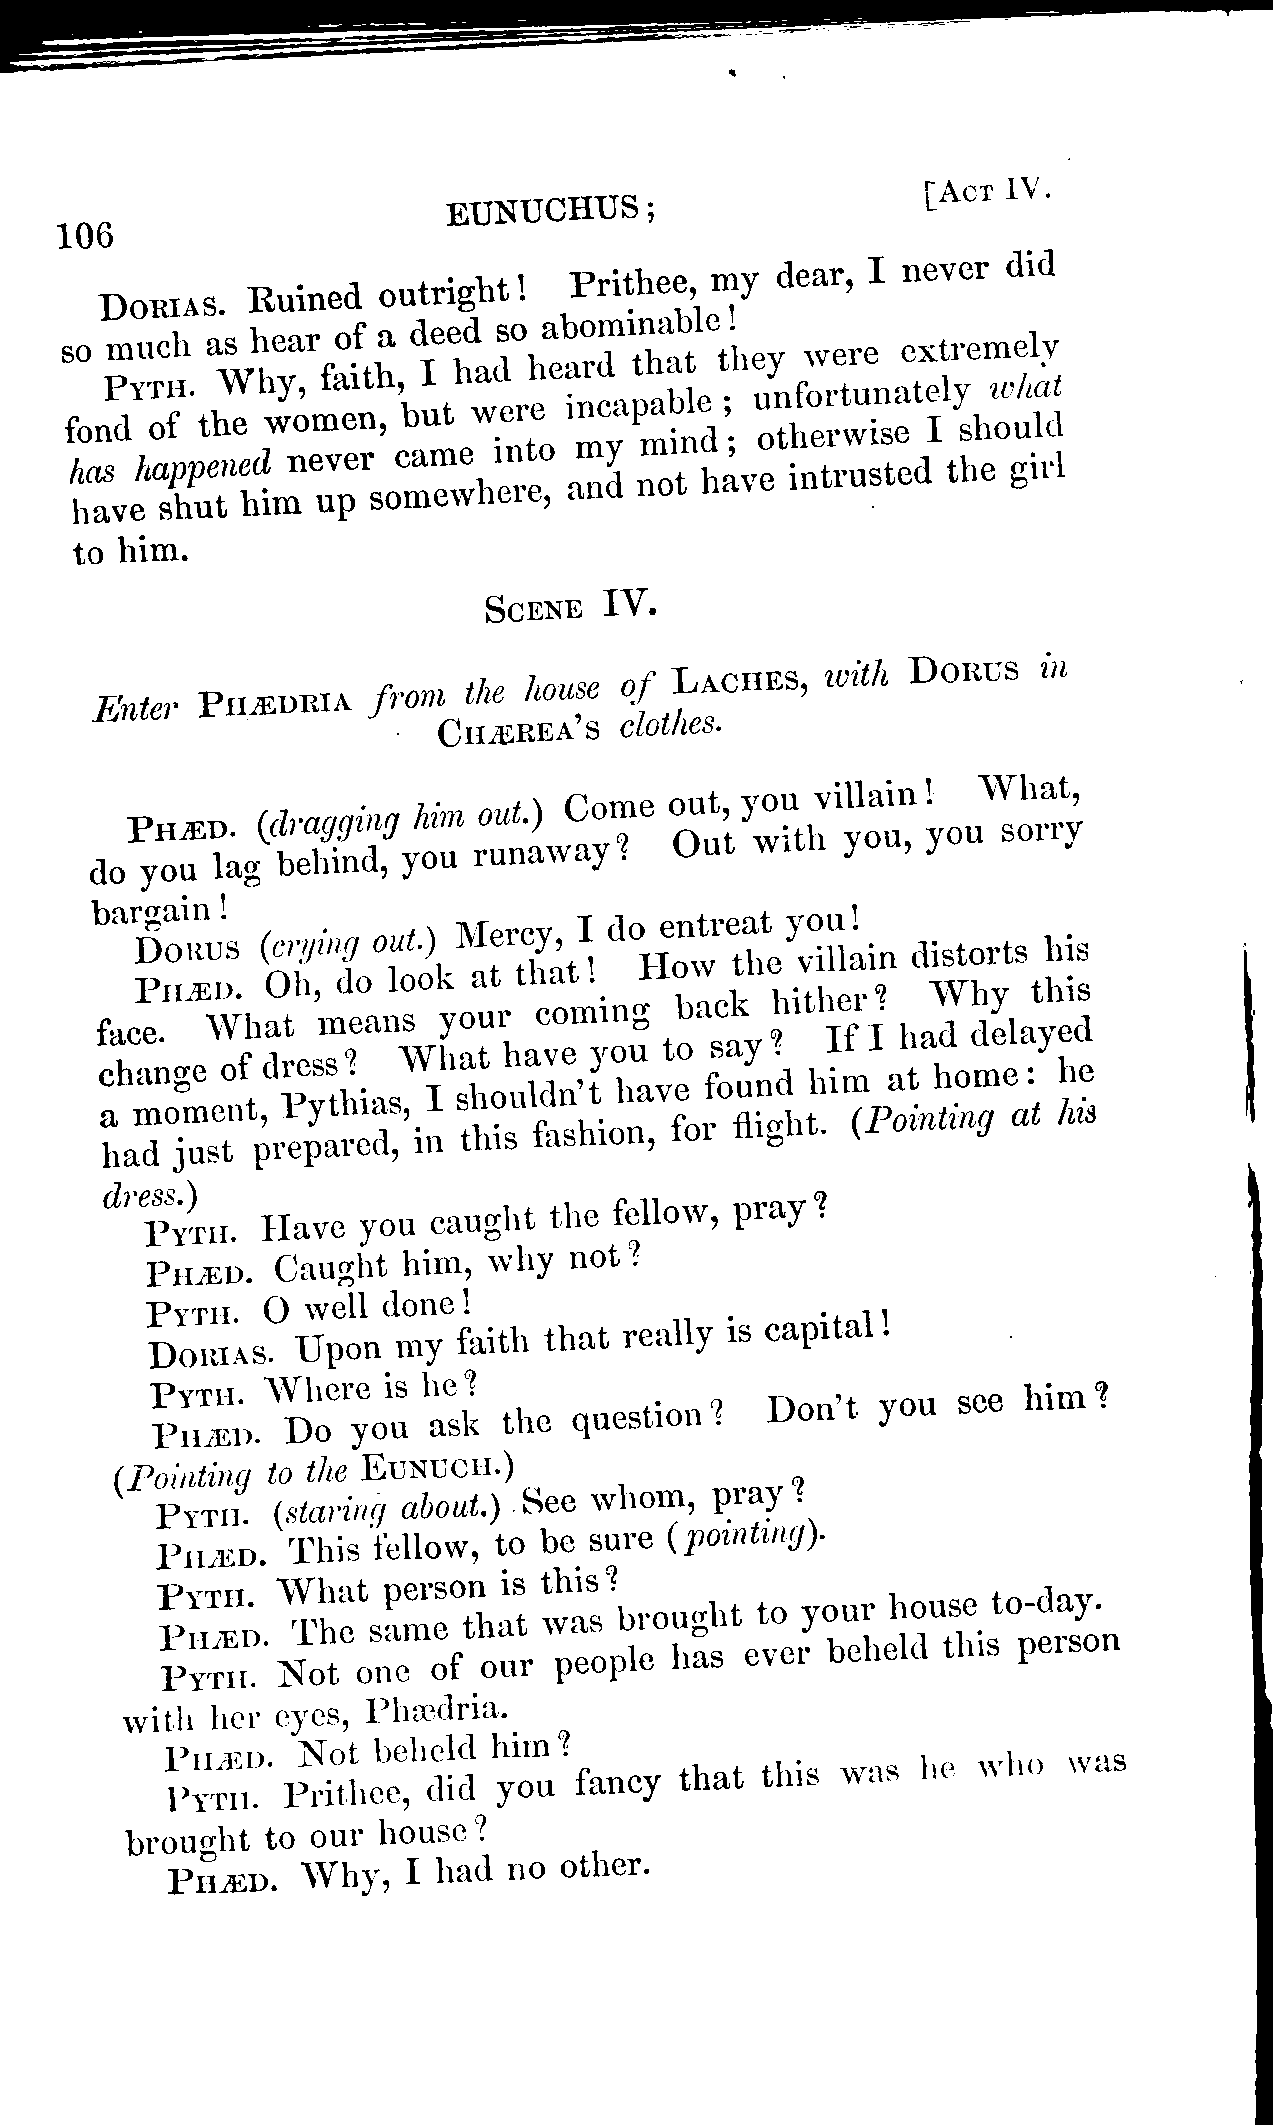 106 EUNUCHUS; [ACT IV.
DORIAS. Ruined outright! Prithee, my dear, I never did
so much as hear of a deed so abominable!
PYTH. Why, faith, I had heard that they were extremely
fond of the women, but were incapable; unfortunately what
has happened never came into my mind; otherwise I should
have shut him up somewhere, and not have intrusted the girl
to him.
SCENE IV.
Enter PHÆDRIA from the house of LACHES, with DORUS in
CHÆREA'S clothes.
PHÆD. (dragging him out.) Come out, you villain! What,
do you lag behind, you runaway? Out with you, you sorry
bargain!
DORUS (crying out.) Mercy, I do entreat you!
PHÆD. Oh, do look at that! How the villain distorts his
face. What means your coming back hither? Why this
change of dress? What have you to say? If I had delayed
a moment, Pythias, I shouldn't have found him at home: he
had just prepared, in this fashion, for flight. (Pointing at his
dress.)
PYTH. Have you caught the fellow, pray?
PHÆD. Caught him, why not?
PYTH. O well done!
DORIAS. Upon my faith that really is capital!
PYTH. Where is he?
PHÆD. Do you ask the question? Don't you see him?
(Pointing to the EUNUCH.)
PYTH. (staring about.) See whom, pray?
PHÆD. This fellow, to be sure (pointing).
PYTH. What person is this?
PHÆD. The same that was brought to your house to-day.
PYTH. Not one of our people has ever beheld this person
with her eyes, Phædria.
PHÆD. Not beheld him?
PYTH. Prithee, did you fancy that this was he who was
brought to our house?
PHÆD. Why, I had no other.